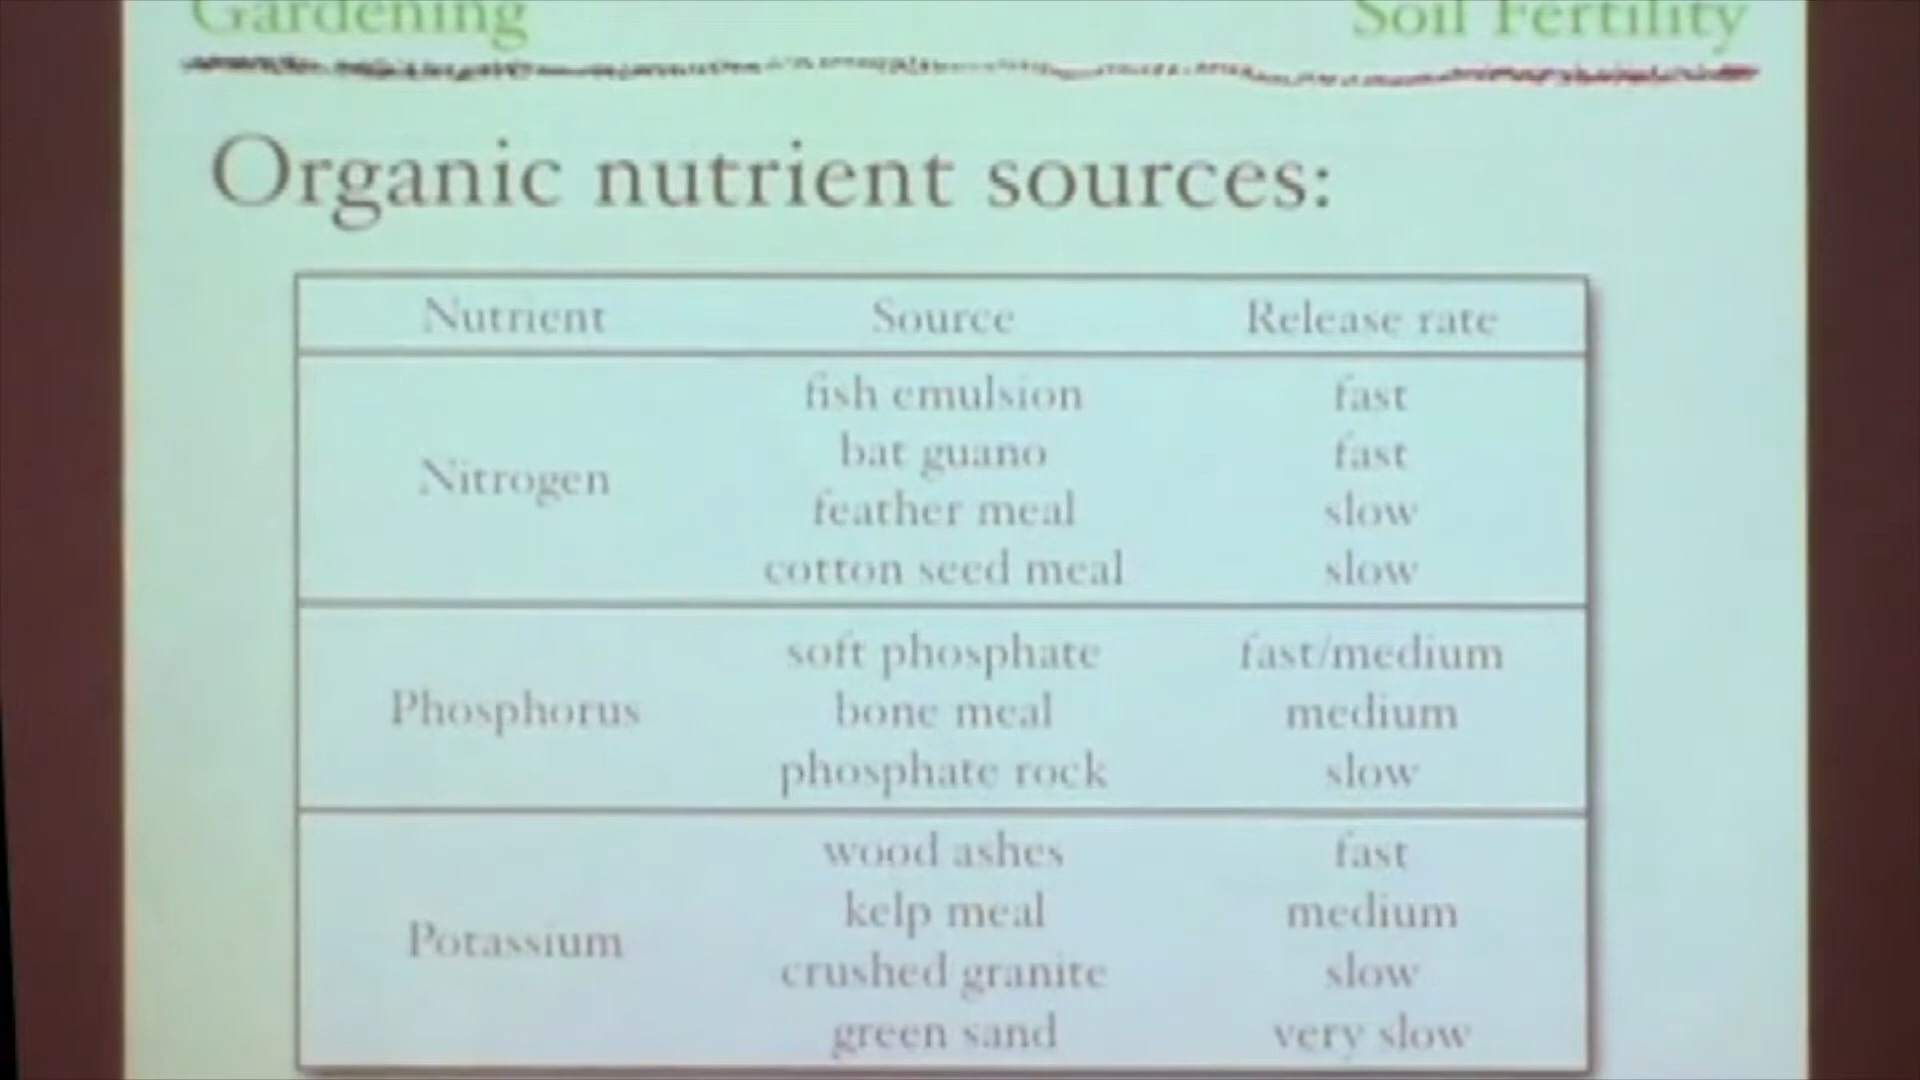 Gardening Soil Fertility
Organic nutrient sources:
Nutrient Source Release rate
Nitrogen
fish emulsion fast
bat guano fast
feather meal slow
cotton seed meal slow
Phosphorus
soft phosphate fast/medium
bone meal medium
phosphate rock slow
Potassium
wood ashes fast
kelp meal medium
crushed granite slow
green sand very slow